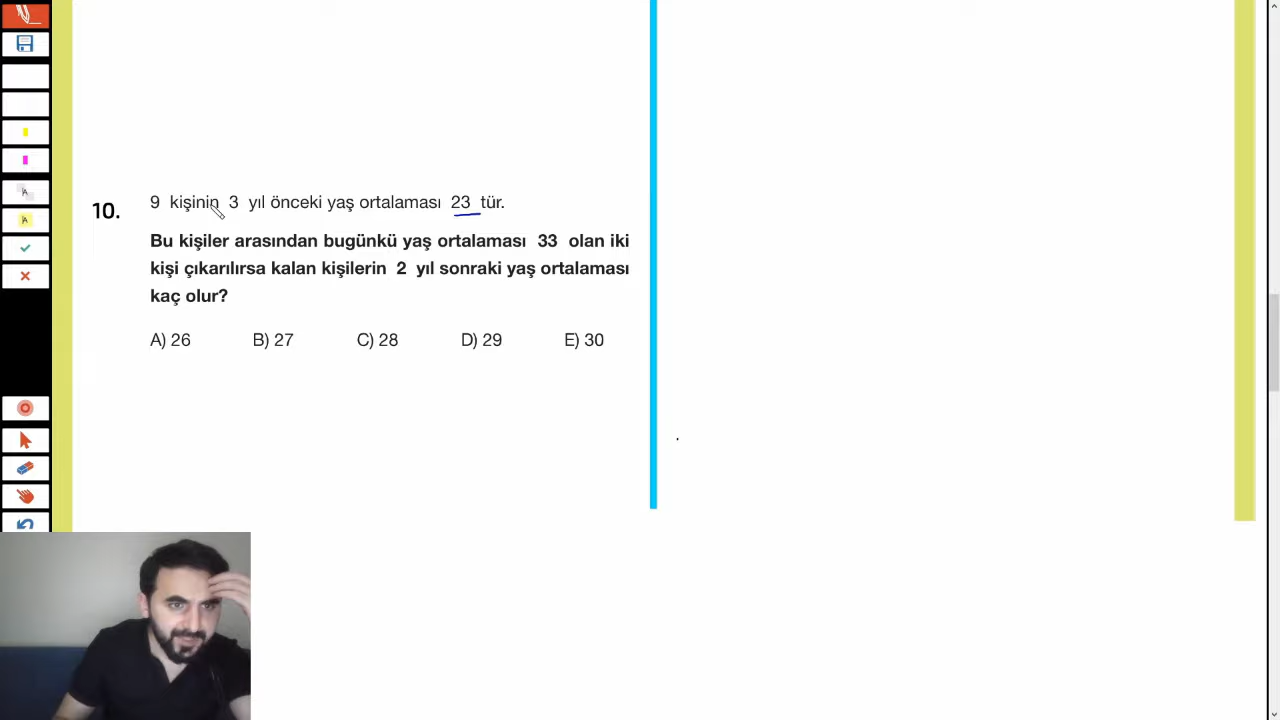 10.
9 kişinin 3 yıl önceki yaş ortalaması 23 tür.
Bu kişiler arasından bugünkü yaş ortalaması 33 olan iki
kişi çıkarılırsa kalan kişilerin 2 yıl sonraki yaş ortalaması
kaç olur?
A) 26 B) 27 C) 28 D) 29 E) 30